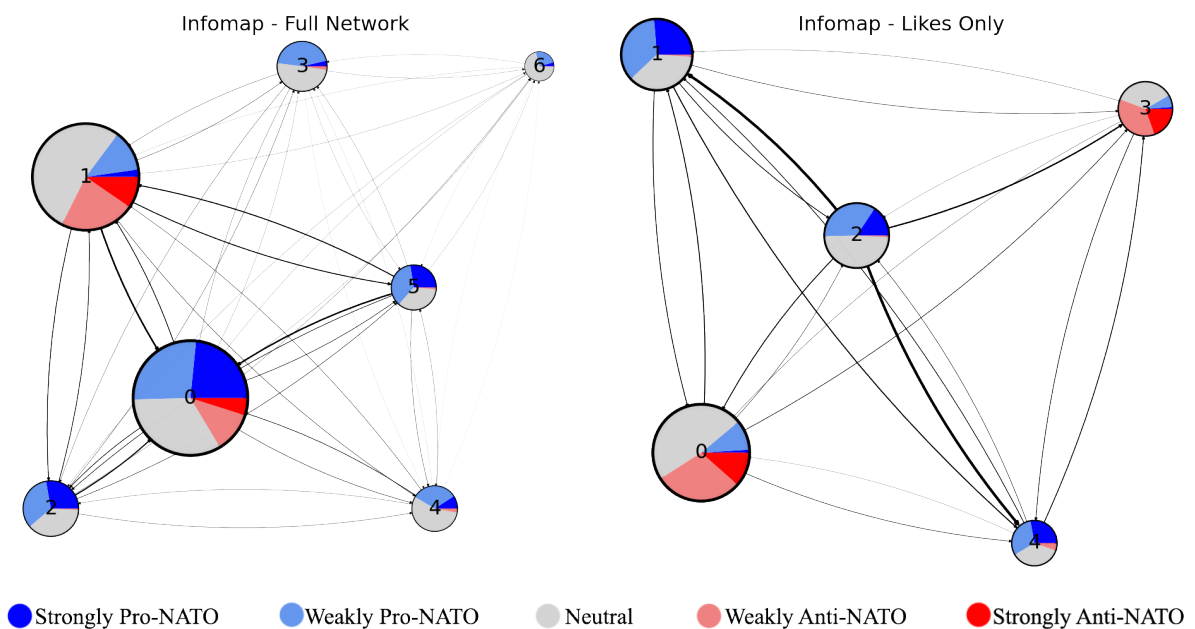 Infomap - Full Network
3
6
1
5
0
2
4
Infomap - Likes Only
1
3
2
0
4
Strongly Pro-NATO
Weakly Pro-NATO
Neutral
Weakly Anti-NATO
Strongly Anti-NATO